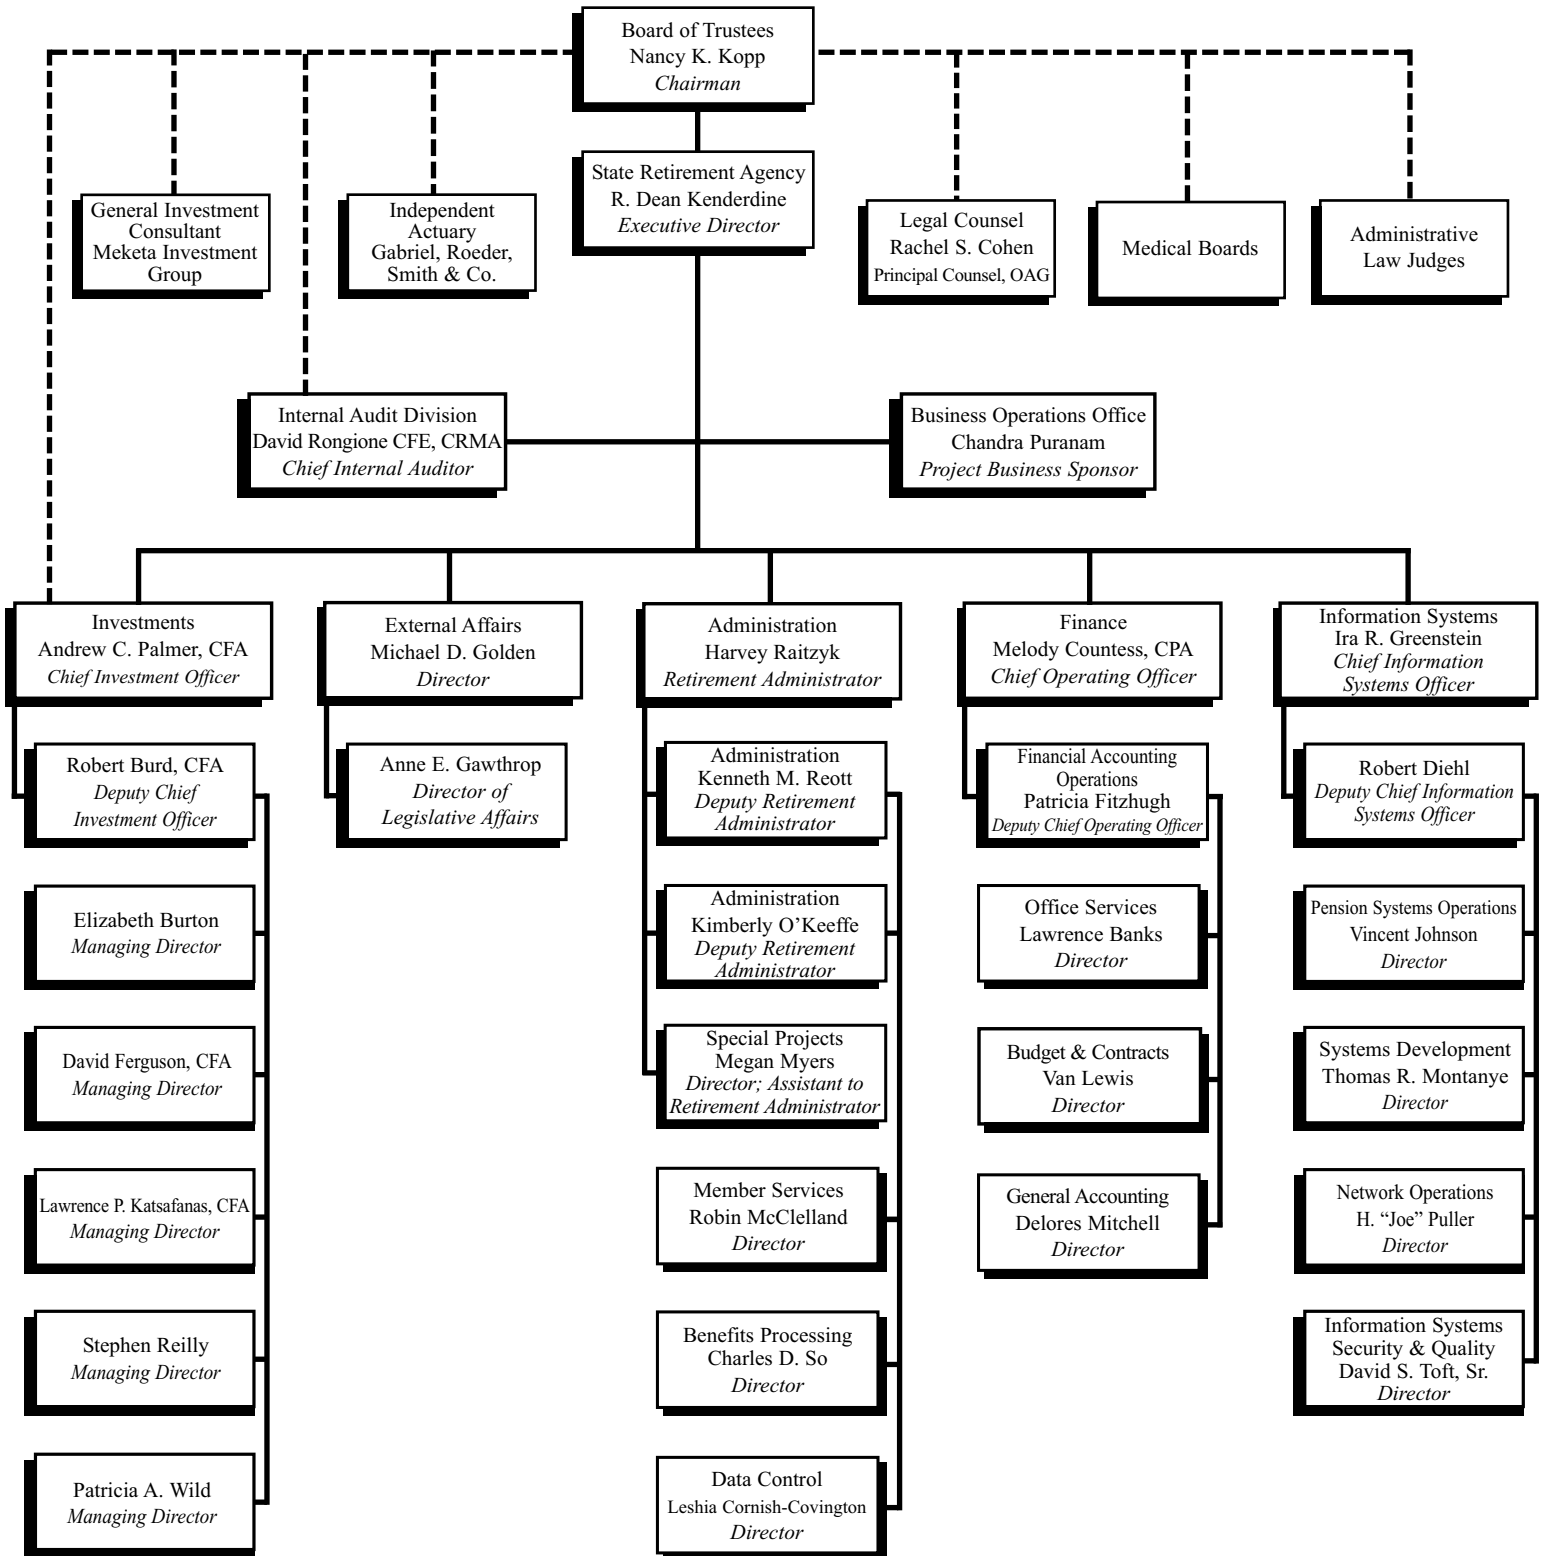 Board of Trustees
Nancy K. Kopp
Chairman
State Retirement Agency
R. Dean Kenderdine
Executive Director
General Investment
Consultant
Meketa Investment
Group
Independent
Actuary
Gabriel, Roeder,
Smith & Co.
Legal Counsel
Rachel S. Cohen
Principal Counsel, OAG
Medical Boards
Administrative
Law Judges
Internal Audit Division
David Rongione CFE, CRMA
Chief Internal Auditor
Business Operations Office
Chandra Puranam
Project Business Sponsor
Investments
Andrew C. Palmer, CFA
Chief Investment Officer
External Affairs
Michael D. Golden
Director
Administration
Harvey Raitzyk
Retirement Administrator
Finance
Melody Countess, CPA
Chief Operating Officer
Information Systems
Ira R. Greenstein
Chief Information
Systems Officer
Robert Burd, CFA
Deputy Chief
Investment Officer
Elizabeth Burton
Managing Director
David Ferguson, CFA
Managing Director
Lawrence P. Katsafanas, CFA
Managing Director
Stephen Reilly
Managing Director
Patricia A. Wild
Managing Director
Anne E. Gawthrop
Director of
Legislative Affairs
Administration
Kenneth M. Reott
Deputy Retirement
Administrator
Administration
Kimberly O’Keeffe
Deputy Retirement
Administrator
Special Projects
Megan Myers
Director; Assistant to
Retirement Administrator
Member Services
Robin McClelland
Director
Benefits Processing
Charles D. So
Director
Data Control
Leshia Cornish-Covington
Director
Financial Accounting
Operations
Patricia Fitzhugh
Deputy Chief Operating Officer
Office Services
Lawrence Banks
Director
Budget & Contracts
Van Lewis
Director
General Accounting
Delores Mitchell
Director
Robert Diehl
Deputy Chief Information
Systems Officer
Pension Systems Operations
Vincent Johnson
Director
Systems Development
Thomas R. Montanye
Director
Network Operations
H. “Joe” Puller
Director
Information Systems
Security & Quality
David S. Toft, Sr.
Director